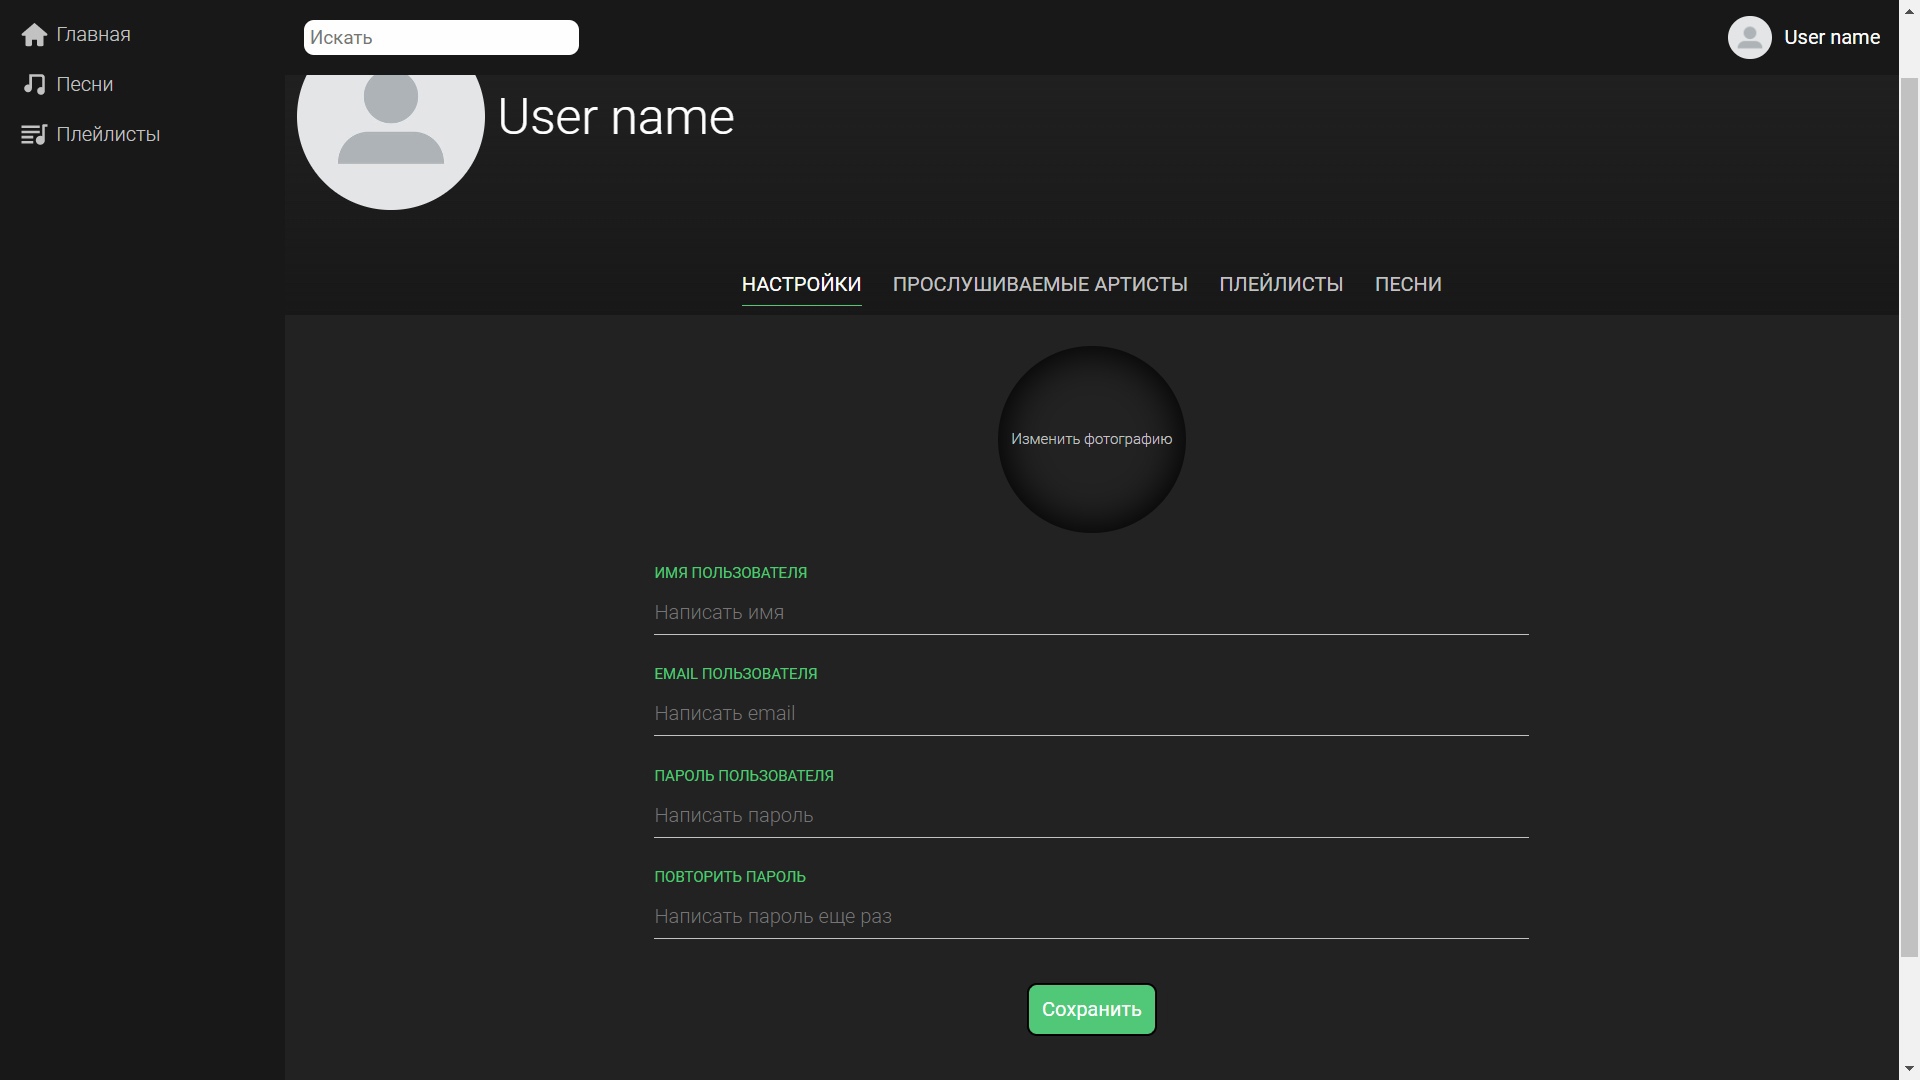 Главная
Песни
Плейлисты
Искать
User name
User name
НАСТРОЙКИ ПРОСЛУШИВАЕМЫЕ АРТИСТЫ ПЛЕЙЛИСТЫ ПЕСНИ
Изменить фотографию
ИМЯ ПОЛЬЗОВАТЕЛЯ
Написать имя
EMAIL ПОЛЬЗОВАТЕЛЯ
Написать email
ПАРОЛЬ ПОЛЬЗОВАТЕЛЯ
Написать пароль
ПОВТОРИТЬ ПАРОЛЬ
Написать пароль еще раз
Сохранить